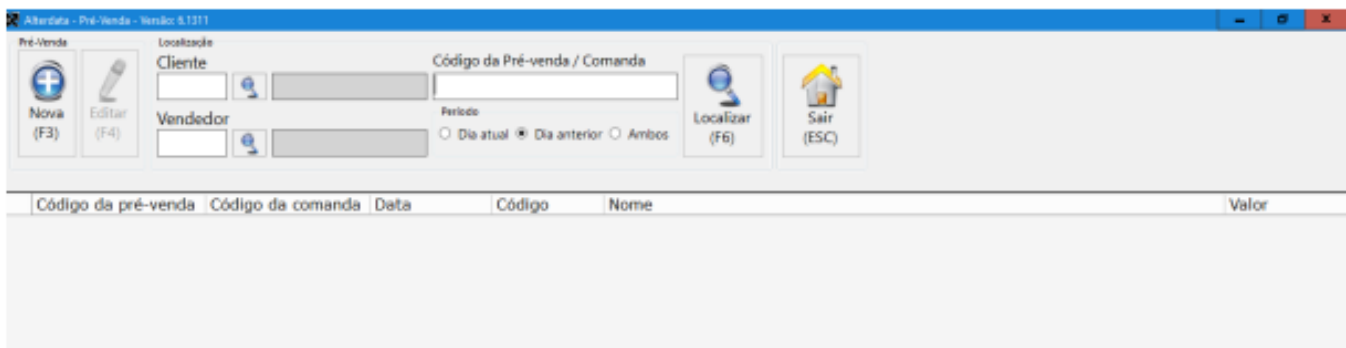 Alterdata - Pré-Venda - Versão: 6.1311
Pré-Venda
Nova
(F3)
Editar
(F4)
Localização
Cliente
Vendedor
Código da Pré-venda / Comanda
Período
Dia atual
Dia anterior
Ambos
Localizar
(F6)
Sair
(ESC)
Código da pré-venda Código da comanda Data Código Nome Valor